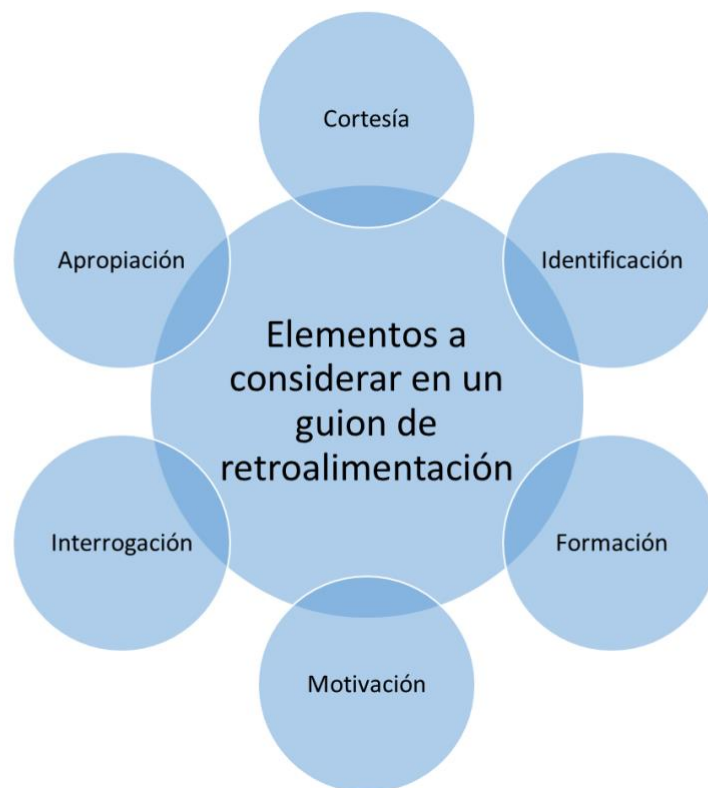 Cortesía
Identificación
Formación
Motivación
Interrogación
Apropiación
Elementos a
considerar en un
guion de
retroalimentación